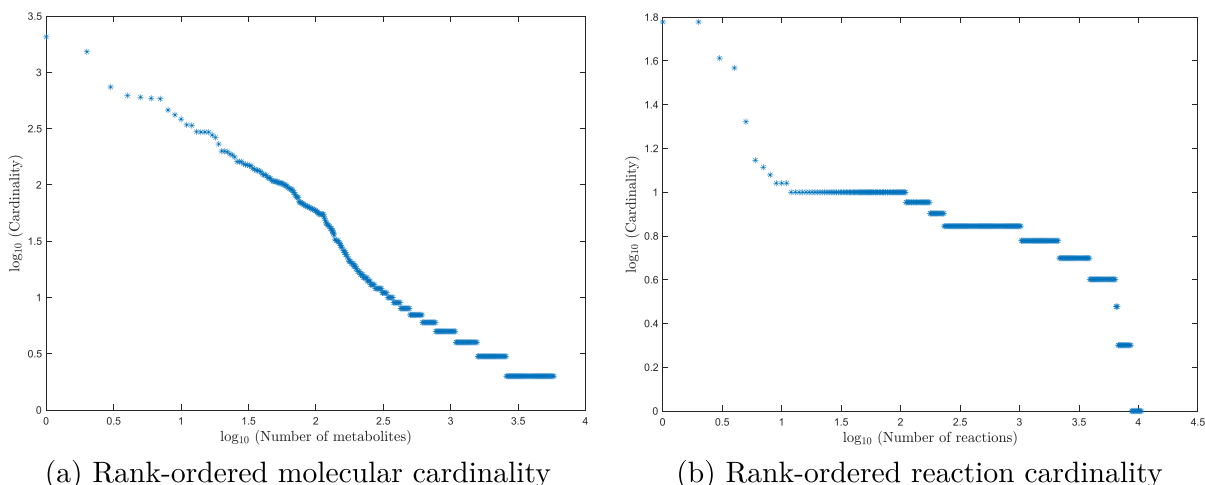 3.5
3
2.5
2
1.5
1
0.5
0
log10 (Cardinality)
0 0.5 1 1.5 2 2.5 3 3.5 4
log10 (Number of metabolites)
(a) Rank-ordered molecular cardinality
1.8
1.6
1.4
1.2
1
0.8
0.6
0.4
0.2
0
log10 (Cardinality)
0 0.5 1 1.5 2 2.5 3 3.5 4 4.5
log10 (Number of reactions)
(b) Rank-ordered reaction cardinality